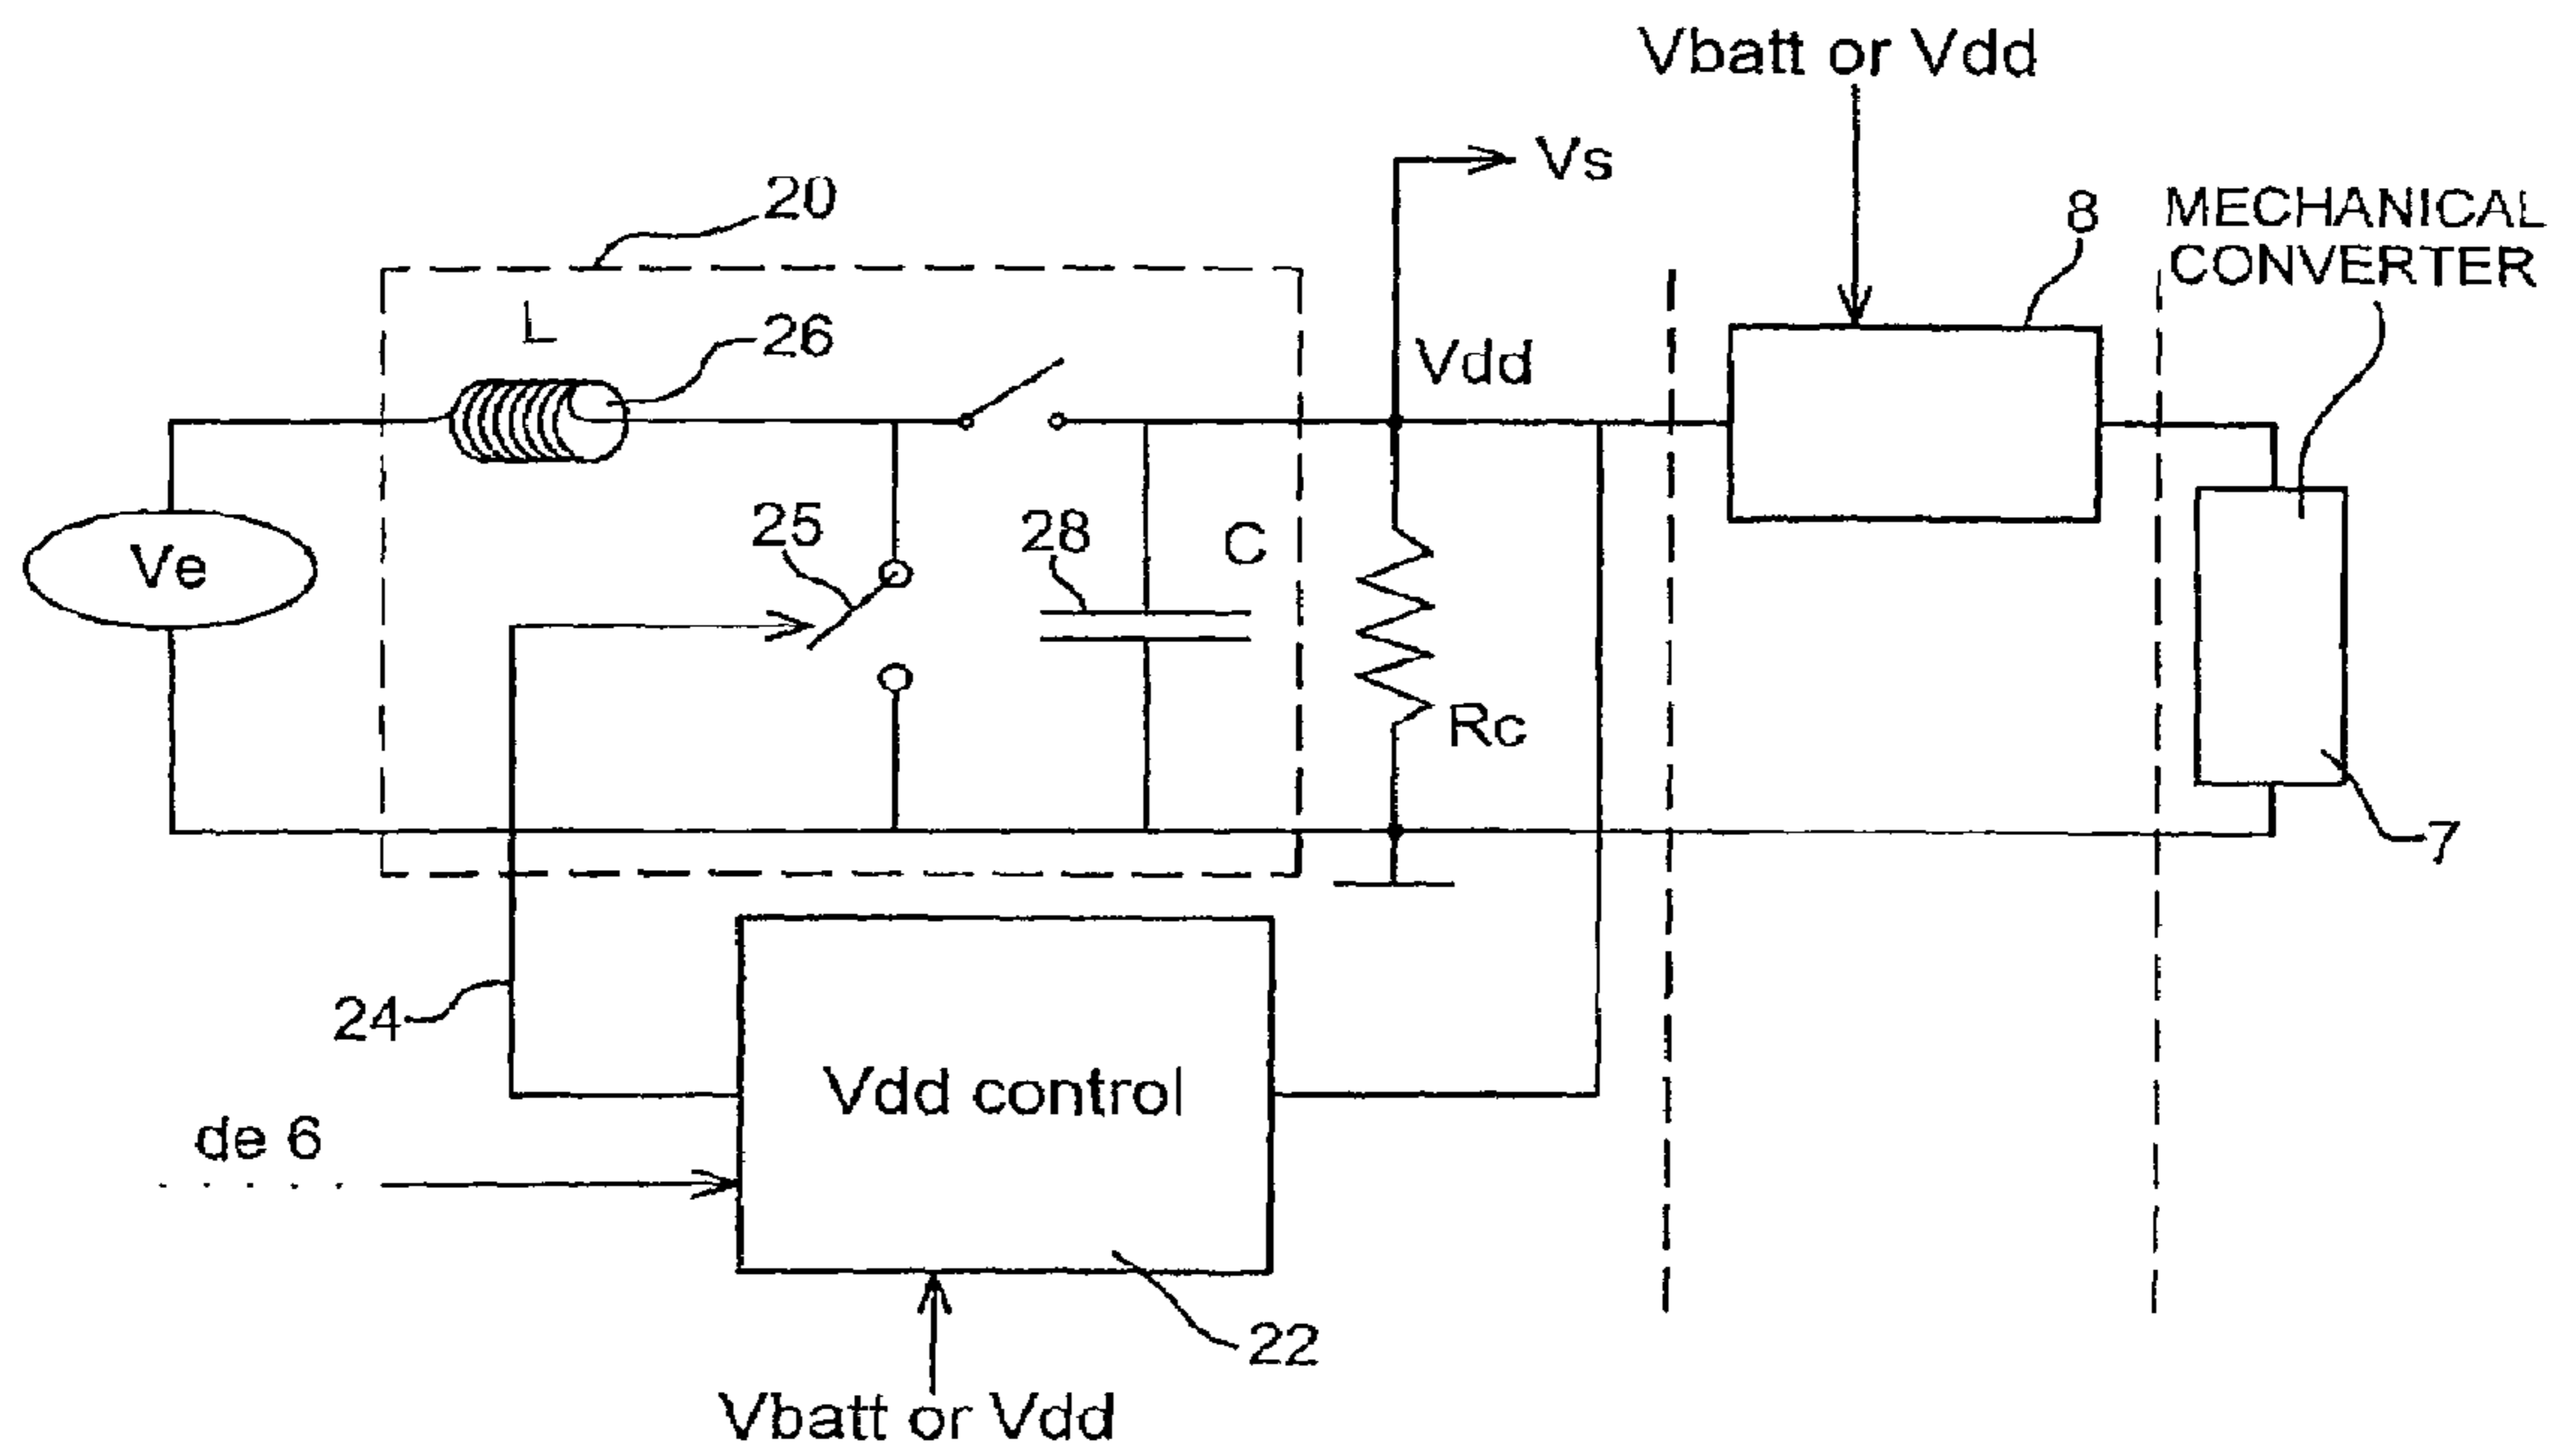 Vbatt or Vdd
Vs
20
8
MECHANICAL
CONVERTER
L
26
Vdd
25
28
C
Ve
Rc
7
24
Vdd control
de 6
22
Vbatt or Vdd